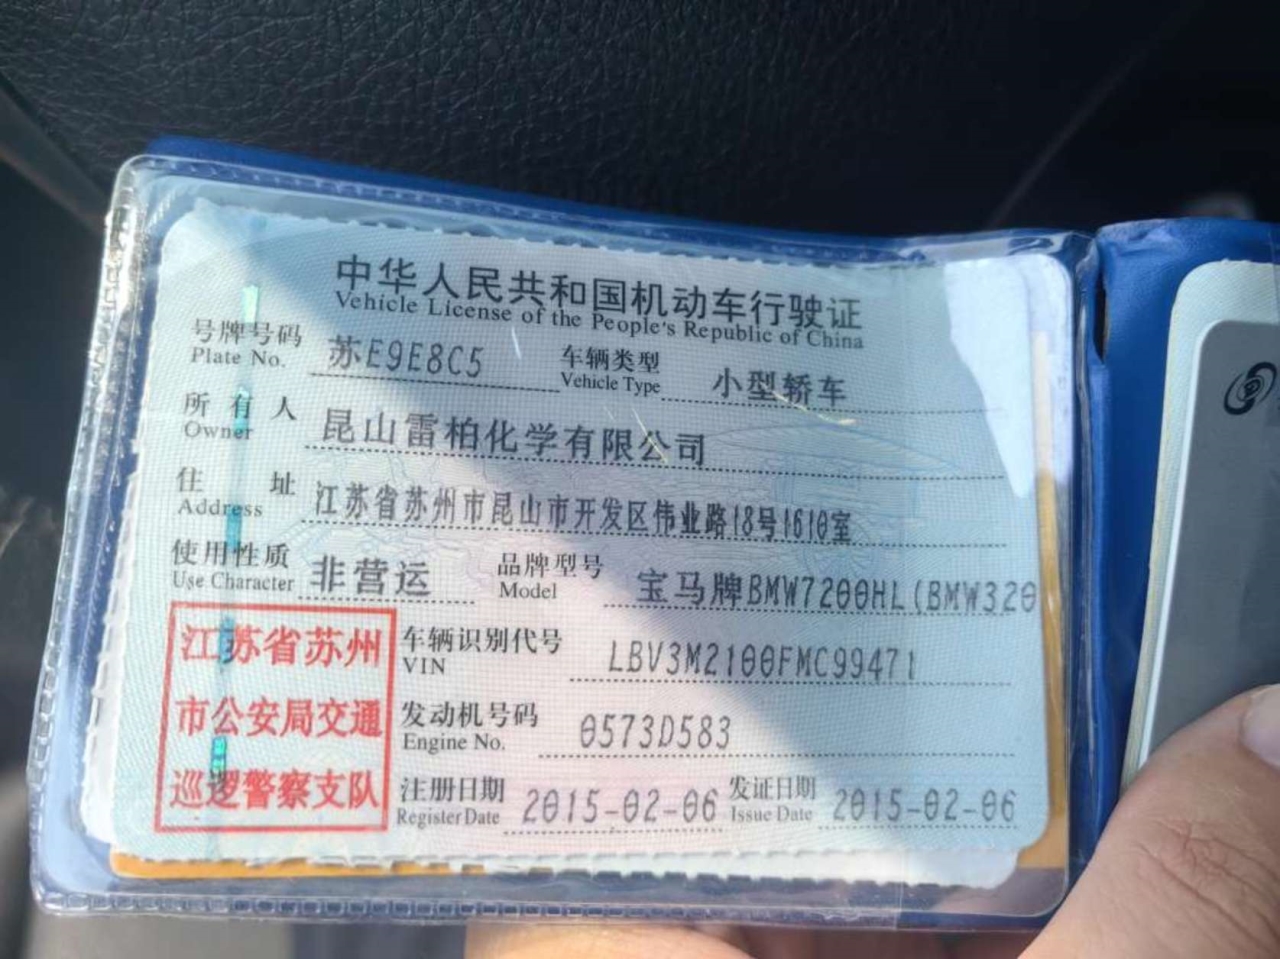 中华人民共和国机动车行驶证
Vehicle License of the People's Republic of China
号牌号码 苏E9E8C5 车辆类型 小型轿车
Plate No. Vehicle Type
所有人 昆山雷柏化学有限公司
Owner
住址 江苏省苏州市昆山市开发区伟业路18号1610室
Address
使用性质 非营运 品牌型号 宝马牌BMW7200HL(BMW320
Use Character Model
江苏省苏州
市公安局交通
巡逻警察支队
车辆识别代号 LBV3M2100FMC99471
VIN
发动机号码 0573D583
Engine No.
注册日期 2015-02-06 发证日期 2015-02-06
Register Date Issue Date